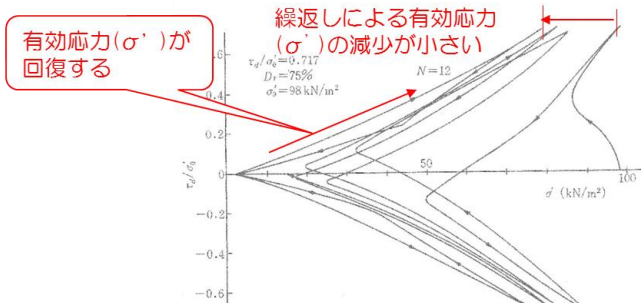 繰返しによる有効応力
(σ')の減少が小さい
有効応力(σ')が
回復する
τd/σ'0=0.717
Dr=75%
σ'0=98kN/m²
N=12
0.6
0.4
0.2
0
-0.2
-0.4
-0.6
τd/σ'0
50
100
σ' (kN/m²)